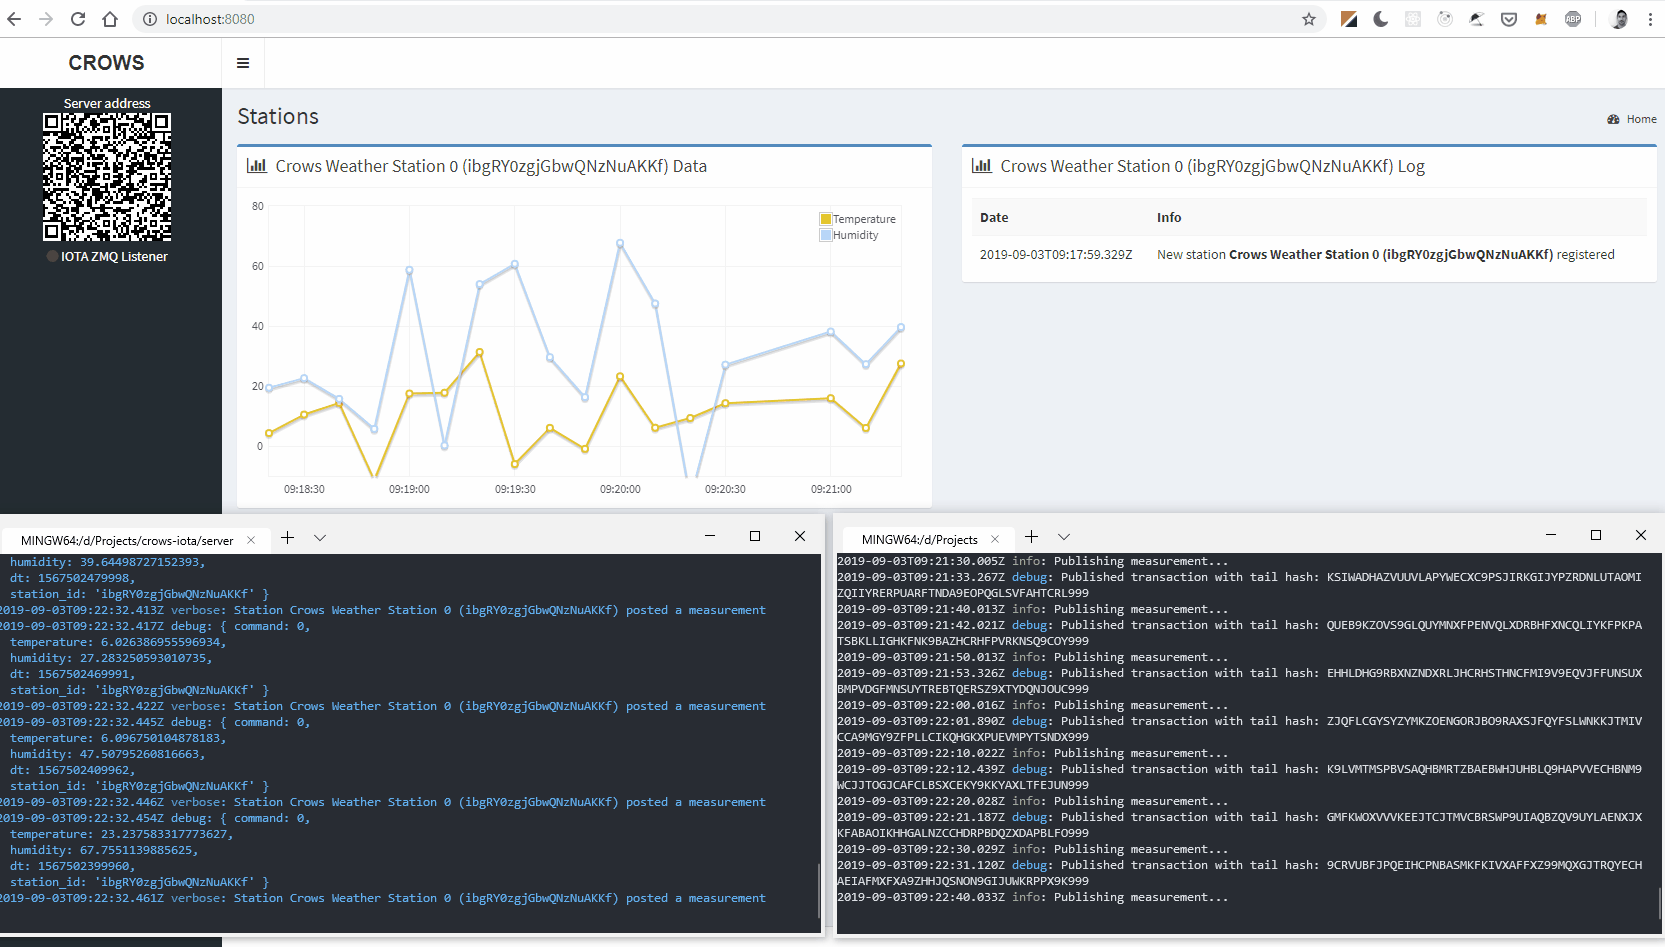 localhost:8080
ABP
CROWS
Server address
IOTA ZMQ Listener
Stations
Home
Crows Weather Station 0 (ibgRY0zgjGbwQNzNuAKKf) Data
80
60
40
20
0
Temperature
Humidity
09:18:30 09:19:00 09:19:30 09:20:00 09:20:30 09:21:00
Crows Weather Station 0 (ibgRY0zgjGbwQNzNuAKKf) Log
Date Info
2019-09-03T09:17:59.329Z New station Crows Weather Station 0 (ibgRY0zgjGbwQNzNuAKKf) registered
MINGW64:/d/Projects/crows-iota/server
humidity: 39.64498727152393,
dt: 1567502479998,
station_id: 'ibgRY0zgjGbwQNzNuAKKf' }
2019-09-03T09:22:32.413Z verbose: Station Crows Weather Station 0 (ibgRY0zgjGbwQNzNuAKKf) posted a measurement
2019-09-03T09:22:32.417Z debug: { command: 0,
temperature: 6.026386955596934,
humidity: 27.283250593010735,
dt: 1567502469991,
station_id: 'ibgRY0zgjGbwQNzNuAKKf' }
2019-09-03T09:22:32.422Z verbose: Station Crows Weather Station 0 (ibgRY0zgjGbwQNzNuAKKf) posted a measurement
2019-09-03T09:22:32.445Z debug: { command: 0,
temperature: 6.096750104878183,
humidity: 47.50795260816663,
dt: 1567502409962,
station_id: 'ibgRY0zgjGbwQNzNuAKKf' }
2019-09-03T09:22:32.446Z verbose: Station Crows Weather Station 0 (ibgRY0zgjGbwQNzNuAKKf) posted a measurement
2019-09-03T09:22:32.454Z debug: { command: 0,
temperature: 23.237583317773627,
humidity: 67.7551139885625,
dt: 1567502399960,
station_id: 'ibgRY0zgjGbwQNzNuAKKf' }
2019-09-03T09:22:32.461Z verbose: Station Crows Weather Station 0 (ibgRY0zgjGbwQNzNuAKKf) posted a measurement
MINGW64:/d/Projects
2019-09-03T09:21:30.005Z info: Publishing measurement...
2019-09-03T09:21:33.267Z debug: Published transaction with tail hash: KSIWADHAZVUUVLAPYWECXC9PSJIRKGIJYPZRDNLUTAOMI
ZQIIYRERPUARFTNDA9EOPQGLSVFAHTCRL999
2019-09-03T09:21:40.013Z info: Publishing measurement...
2019-09-03T09:21:42.021Z debug: Published transaction with tail hash: QUEB9KZOVS9GLQUYMNXFPENVQLXDRBHFXNCQLIYKFPKPA
TSBKLLIGHKFNK9BAZHCRHFPVRKNSQ9COY999
2019-09-03T09:21:50.013Z info: Publishing measurement...
2019-09-03T09:21:53.326Z debug: Published transaction with tail hash: EHHLDHG9RBXNZNDXRLJHCRHSTHNCFMI9V9EQVJFFUNSUX
BMPVDGFMNSUYTREBTQERSZ9XTYDQNJOUC999
2019-09-03T09:22:00.016Z info: Publishing measurement...
2019-09-03T09:22:01.890Z debug: Published transaction with tail hash: ZJQFLCGYSYZYMKZOENGORJBO9RAXSJFQYFSLWNKKJTMIV
CCA9MGY9ZFPLLCIKQHGKXPUEVMPYTSNDX999
2019-09-03T09:22:10.022Z info: Publishing measurement...
2019-09-03T09:22:12.439Z debug: Published transaction with tail hash: K9LVMTMSPBVSAQHBMRTZBAEBWHJUHBLQ9HAPVVECHBNM9
WCJJTOGJCAFCLBSXCEKY9KKYAXLTFEJUN999
2019-09-03T09:22:20.028Z info: Publishing measurement...
2019-09-03T09:22:21.187Z debug: Published transaction with tail hash: GMFKWOXVVVKEEJTCJTMVCBRSWP9UIAQBZQV9UYLAENXJX
KFABAOIKHHGALNZCCHDRPBDQZXDAPBLFO999
2019-09-03T09:22:30.029Z info: Publishing measurement...
2019-09-03T09:22:31.120Z debug: Published transaction with tail hash: 9CRVUBFJPQEIHCPNBASMKFKIVXAFFXZ99MQXGJTRQYECH
AEIAFMXFXA9ZHHJQSNON9GIJUWKRPPX9K999
2019-09-03T09:22:40.033Z info: Publishing measurement...